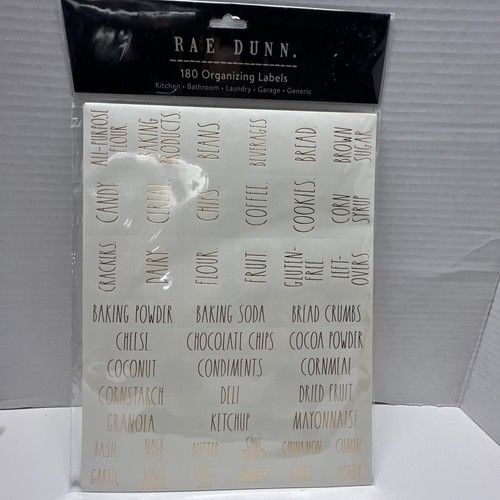 RAE DUNN.
180 Organizing Labels
Kitchen • Bathroom • Laundry • Garage • Generic
ALL-PURPOSE FLOUR
BAKING PRODUCTS
BEANS
BEVERAGES
BREAD
BROWN SUGAR
CANDY.
CEREAL
CHIPS.
COFFEE.
COOKIES.
CORN SYRUP
CRACKERS.
DAIRY.
FLOUR.
FRUIT
GLUTEN-FREE.
LEFT-OVERS
BAKING POWDER. BAKING SODA. BREAD CRUMBS.
CHEESE. CHOCOLATE CHIPS. COCOA POWDER.
COCONUT CONDIMENTS. CORNMEAL
CORNSTARCH. DELI. DRIED FRUIT
GRANOLA. KETCHUP MAYONNAISE.
BASIL BUTTER CINNAMON CUMIN
GARLIC HONEY